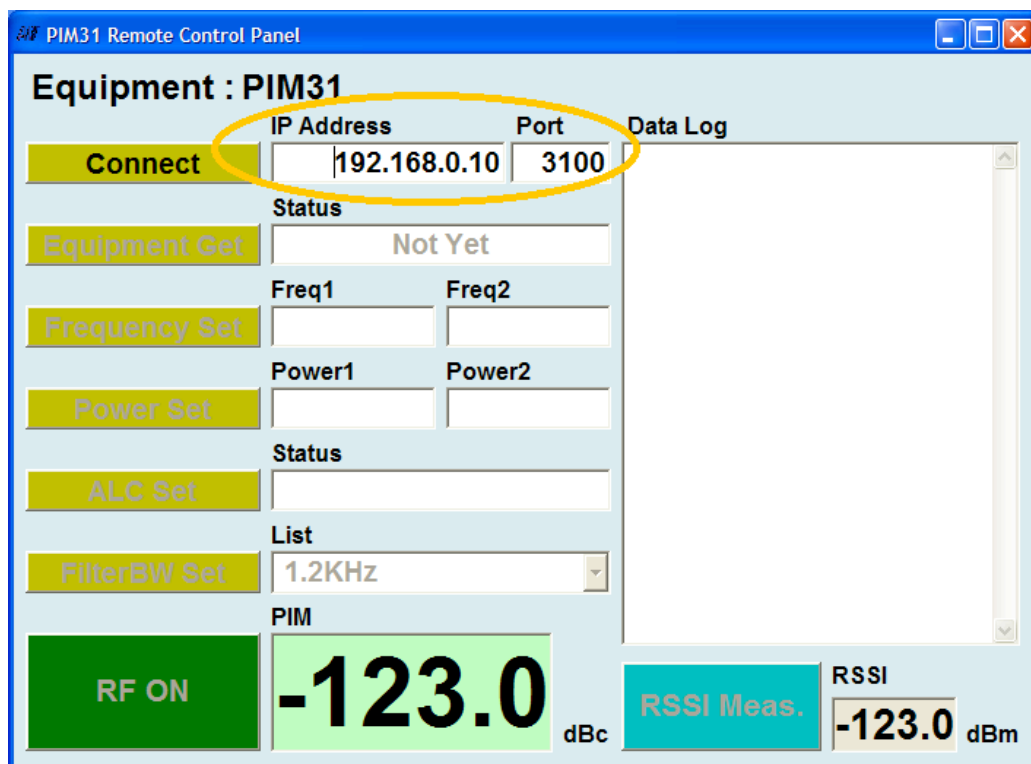 PIM31 Remote Control Panel
Equipment : PIM31
IP Address Port Data Log
Connect 192.168.0.10 3100
Status
Equipment Get Not Yet
Freq1 Freq2
Frequency Set
Power1 Power2
Power Set
Status
ALC Set
List
FilterBW Set 1.2KHz
PIM
RF ON -123.0 dBc
RSSI Meas. RSSI
-123.0 dBm